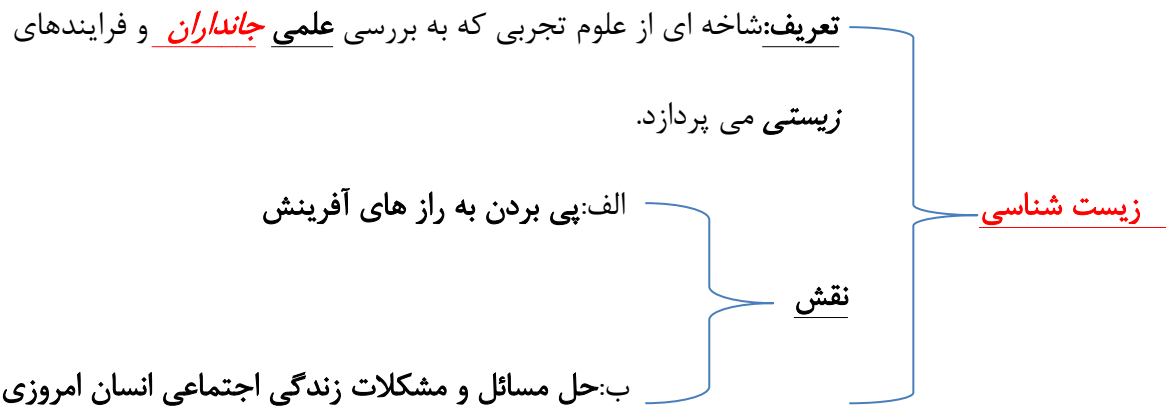 تعریف:شاخه ای از علوم تجربی که به بررسی علمی جانداران و فرایندهای
زیستی می پردازد.
زیست شناسی
الف:پی بردن به راز های آفرینش
نقش
ب:حل مسائل و مشکلات زندگی اجتماعی انسان امروزی